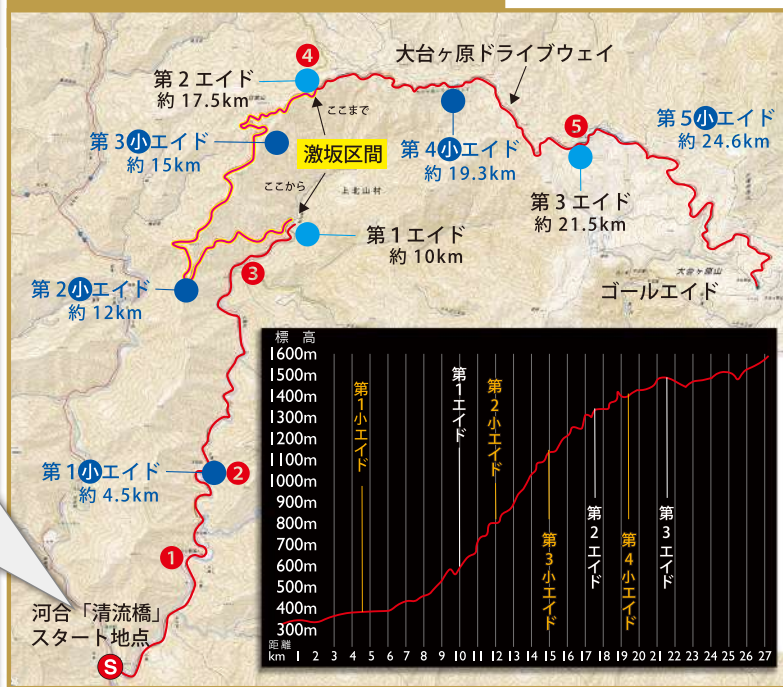 4
第2エイド
約 17.5km
大台ヶ原ドライブウェイ
ここまで
第3小エイド
約 15km
激坂区間
第4小エイド
約 19.3km
5
第5小エイド
約 24.6km
ここから
上北山村
第3エイド
約 21.5km
第1エイド
約 10km
3
大台ヶ原山
ゴールエイド
第2小エイド
約 12km
第1小エイド
約 4.5km
2
1
河合「清流橋」
スタート地点
S
標 高
1600m
1500m
1400m
1300m
1200m
1100m
1000m
900m
800m
700m
600m
500m
400m
300m
第1小エイド
第1エイド
第2小エイド
第3小エイド
第2エイド
第4小エイド
第3エイド
距離
km 1 2 3 4 5 6 7 8 9 10 11 12 13 14 15 16 17 18 19 20 21 22 23 24 25 26 27